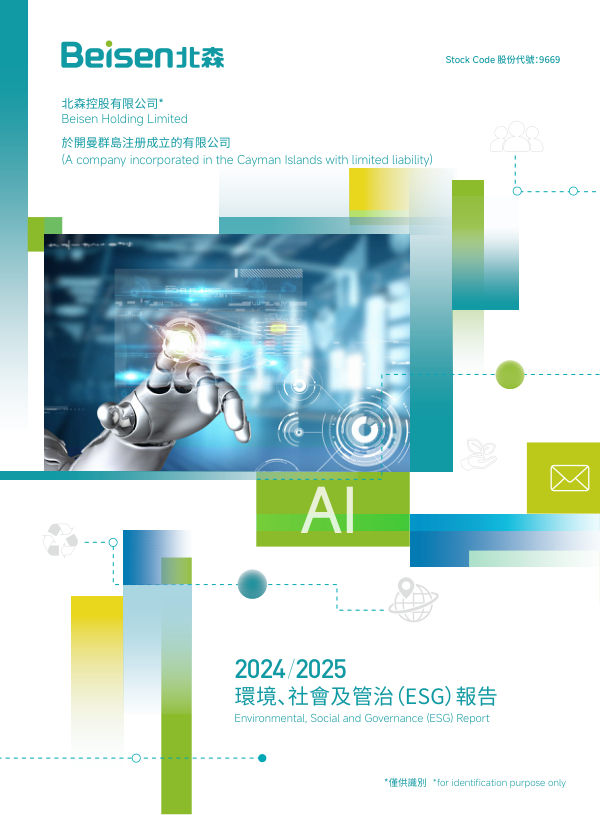 Beisen北森
Stock Code 股份代號：9669
北森控股有限公司*
Beisen Holding Limited
於開曼群島注册成立的有限公司
(A company incorporated in the Cayman Islands with limited liability)
AI
2024/2025
環境、社會及管治（ESG）報告
Environmental, Social and Governance (ESG) Report
*僅供識別 *for identification purpose only